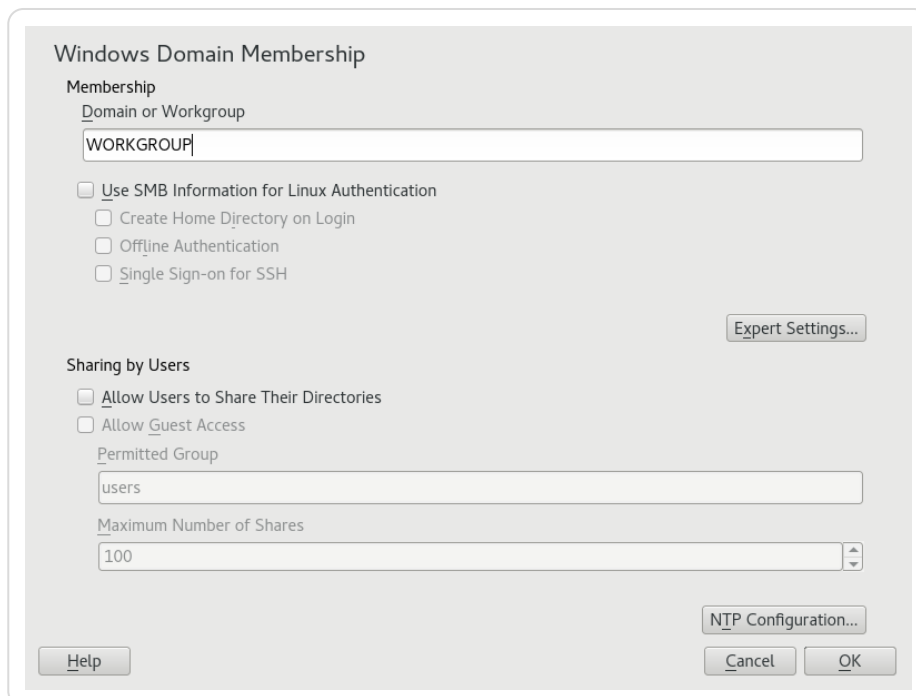 Windows Domain Membership
Membership
Domain or Workgroup
WORKGROUP
Use SMB Information for Linux Authentication
Create Home Directory on Login
Offline Authentication
Single Sign-on for SSH
Expert Settings...
Sharing by Users
Allow Users to Share Their Directories
Allow Guest Access
Permitted Group
users
Maximum Number of Shares
100
NTP Configuration...
Help Cancel OK